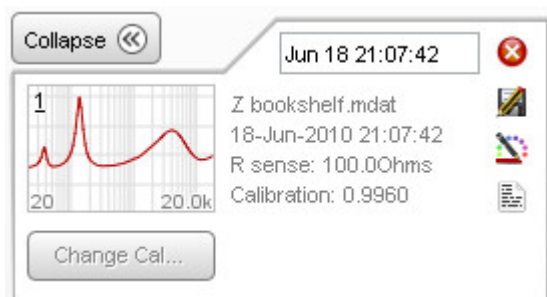 Collapse
Jun 18 21:07:42
1
Z bookshelf.mdat
18-Jun-2010 21:07:42
R sense: 100.0Ohms
Calibration: 0.9960
20 20.0k
Change Cal...